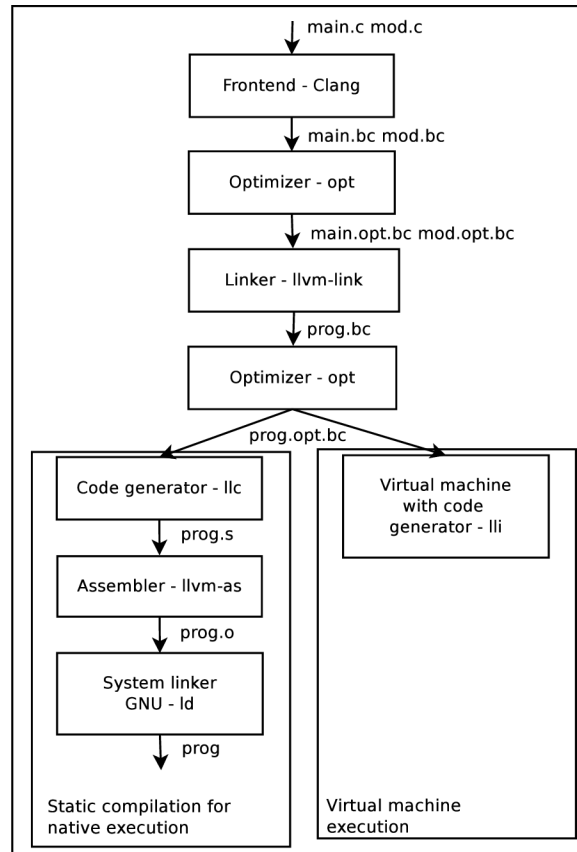 main.c mod.c
Frontend - Clang
main.bc mod.bc
Optimizer - opt
main.opt.bc mod.opt.bc
Linker - llvm-link
prog.bc
Optimizer - opt
prog.opt.bc
Code generator - llc
prog.s
Assembler - llvm-as
prog.o
System linker
GNU - ld
prog
Static compilation for
native execution
Virtual machine
with code
generator - lli
Virtual machine
execution